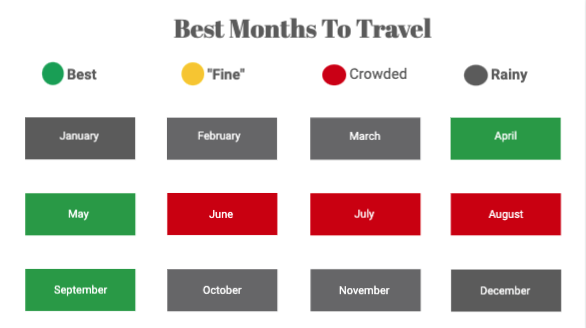 Best Months To Travel
Best "Fine" Crowded Rainy
January February March April
May June July August
September October November December